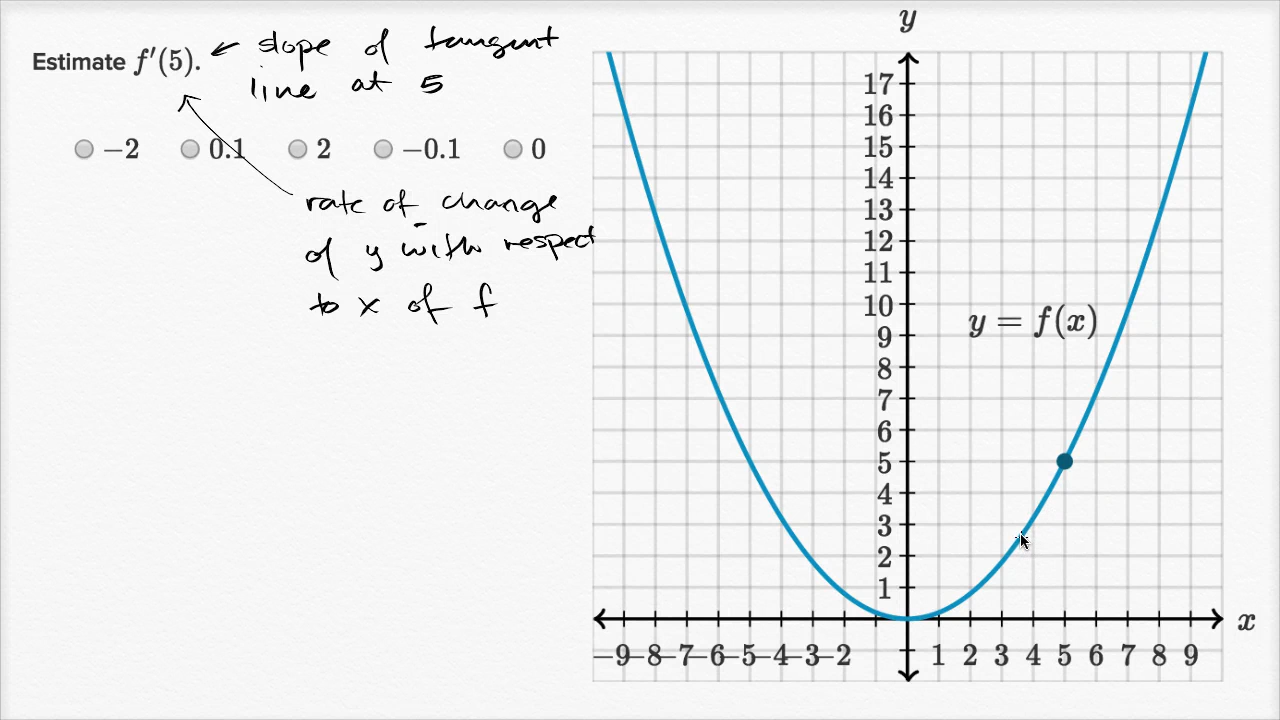 Estimate f′(5). slope of tangent
line at 5
−2 0.1 2 −0.1 0
rate of change
of y with respect
to x of f
y
17
16
15
14
13
12
11
10
y = f(x)
9
8
7
6
5
4
3
2
1
x
−9 −8 −7 −6 −5 −4 −3 −2 1 2 3 4 5 6 7 8 9